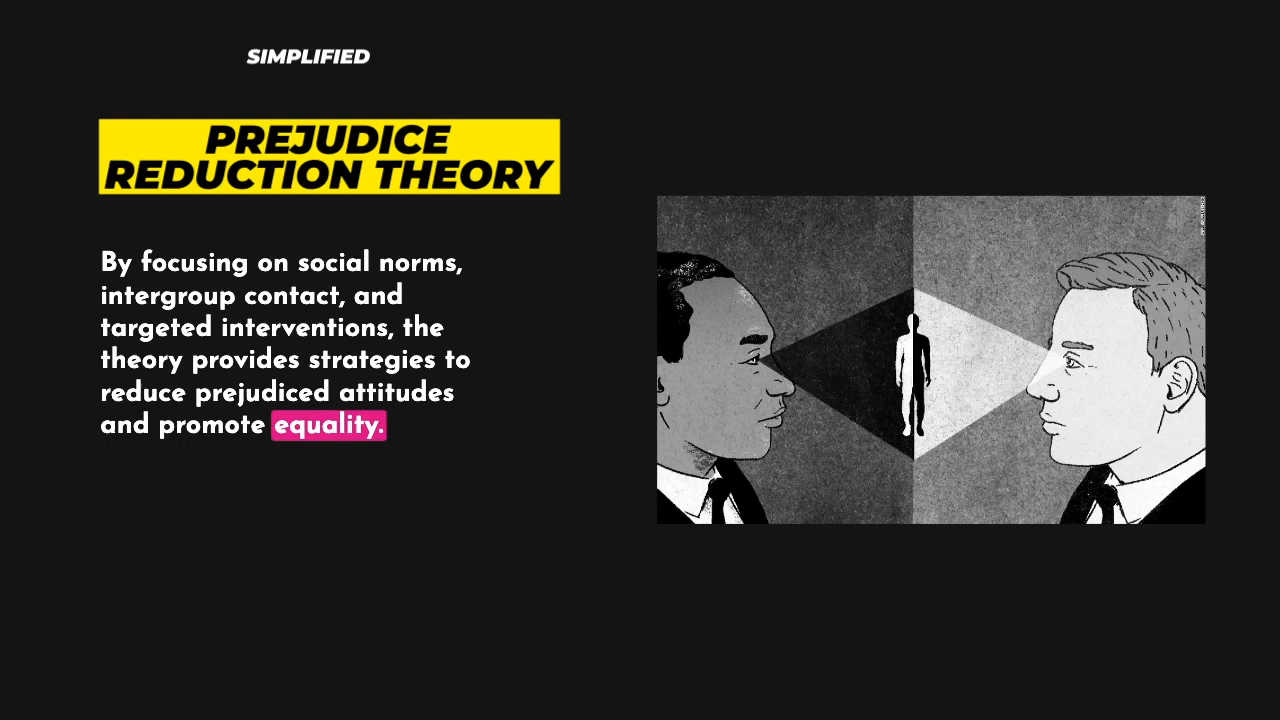 SIMPLIFIED
PREJUDICE
REDUCTION THEORY
By focusing on social norms,
intergroup contact, and
targeted interventions, the
theory provides strategies to
reduce prejudiced attitudes
and promote equality.